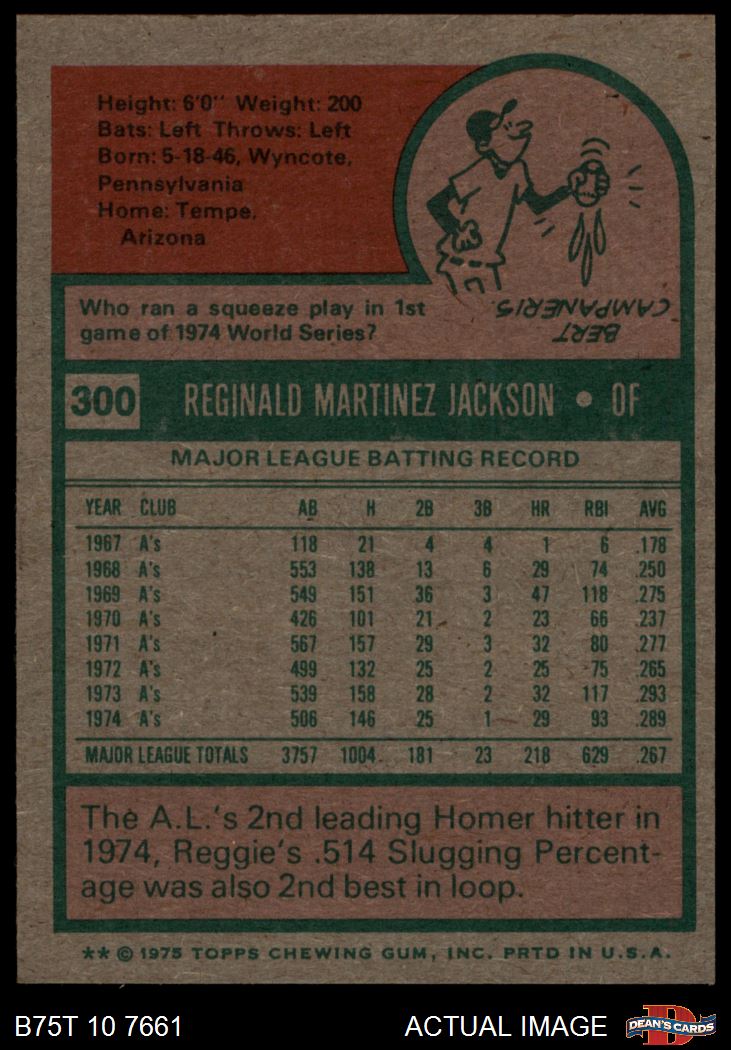 Height: 6'0" Weight: 200
Bats: Left Throws: Left
Born: 5-18-46, Wyncote,
Pennsylvania
Home: Tempe,
Arizona
Who ran a squeeze play in 1st
game of 1974 World Series?
BERT
CAMPANERIS.
300 REGINALD MARTINEZ JACKSON • OF
MAJOR LEAGUE BATTING RECORD
YEAR CLUB AB H 2B 3B HR RBI AVG
1967 A's 118 21 4 4 1 6 .178
1968 A's 553 138 13 6 29 74 .250
1969 A's 549 151 36 3 47 118 .275
1970 A's 426 101 21 2 23 66 .237
1971 A's 567 157 29 3 32 80 .277
1972 A's 499 132 25 2 25 75 .265
1973 A's 539 158 28 2 32 117 .293
1974 A's 506 146 25 1 29 93 .289
MAJOR LEAGUE TOTALS 3757 1004 181 23 218 629 .267
The A.L.'s 2nd leading Homer hitter in
1974, Reggie's .514 Slugging Percent-
age was also 2nd best in loop.
** © 1975 TOPPS CHEWING GUM, INC. PRTD IN U.S.A.
B75T 10 7661 ACTUAL IMAGE DEAN'S CARDS